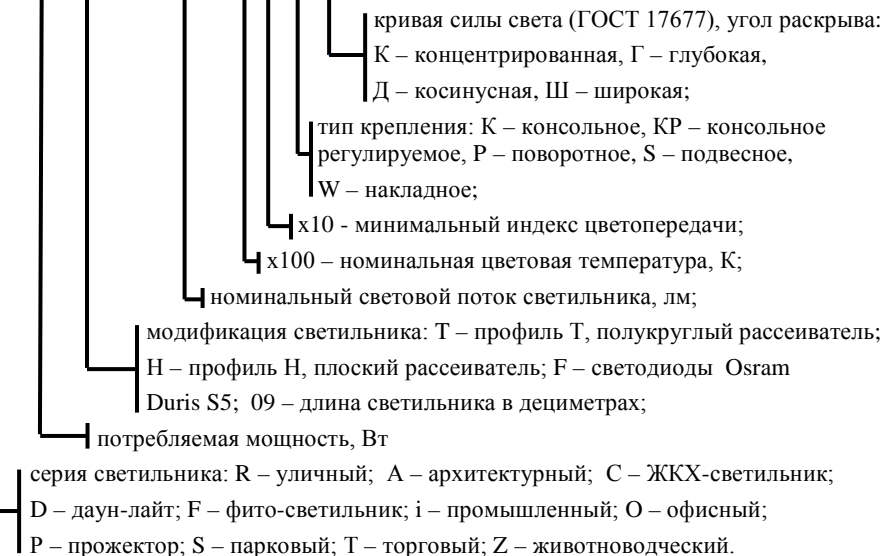 кривая силы света (ГОСТ 17677), угол раскрыва:
К – концентрированная, Г – глубокая,
Д – косинусная, Ш – широкая;
тип крепления: К – консольное, КР – консольное
регулируемое, Р – поворотное, S – подвесное,
W – накладное;
х10 - минимальный индекс цветопередачи;
х100 – номинальная цветовая температура, К;
номинальный световой поток светильника, лм;
модификация светильника: Т – профиль Т, полукруглый рассеиватель;
Н – профиль Н, плоский рассеиватель; F – светодиоды Osram
Duris S5; 09 – длина светильника в дециметрах;
потребляемая мощность, Вт
серия светильника: R – уличный; А – архитектурный; С – ЖКХ-светильник;
D – даун-лайт; F – фито-светильник; i – промышленный; О – офисный;
Р – прожектор; S – парковый; Т – торговый; Z – животноводческий.